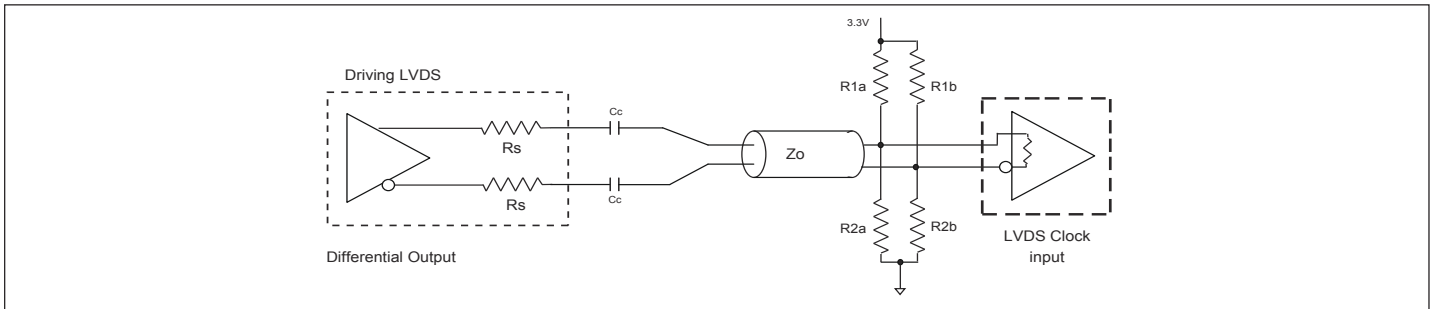 3.3V
Driving LVDS
R1a
R1b
Cc
Rs
Zo
Rs
Cc
R2a
R2b
LVDS Clock
input
Differential Output